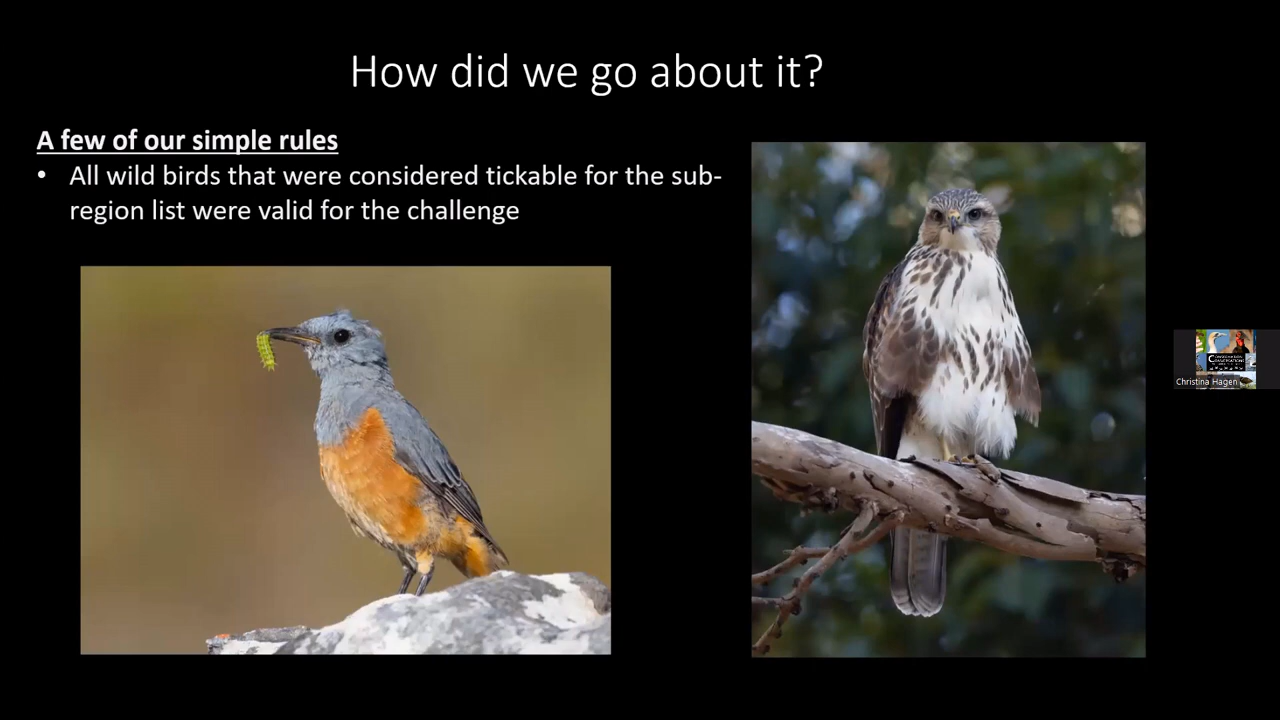 How did we go about it?
A few of our simple rules
• All wild birds that were considered tickable for the sub-
region list were valid for the challenge
Christina Hagen